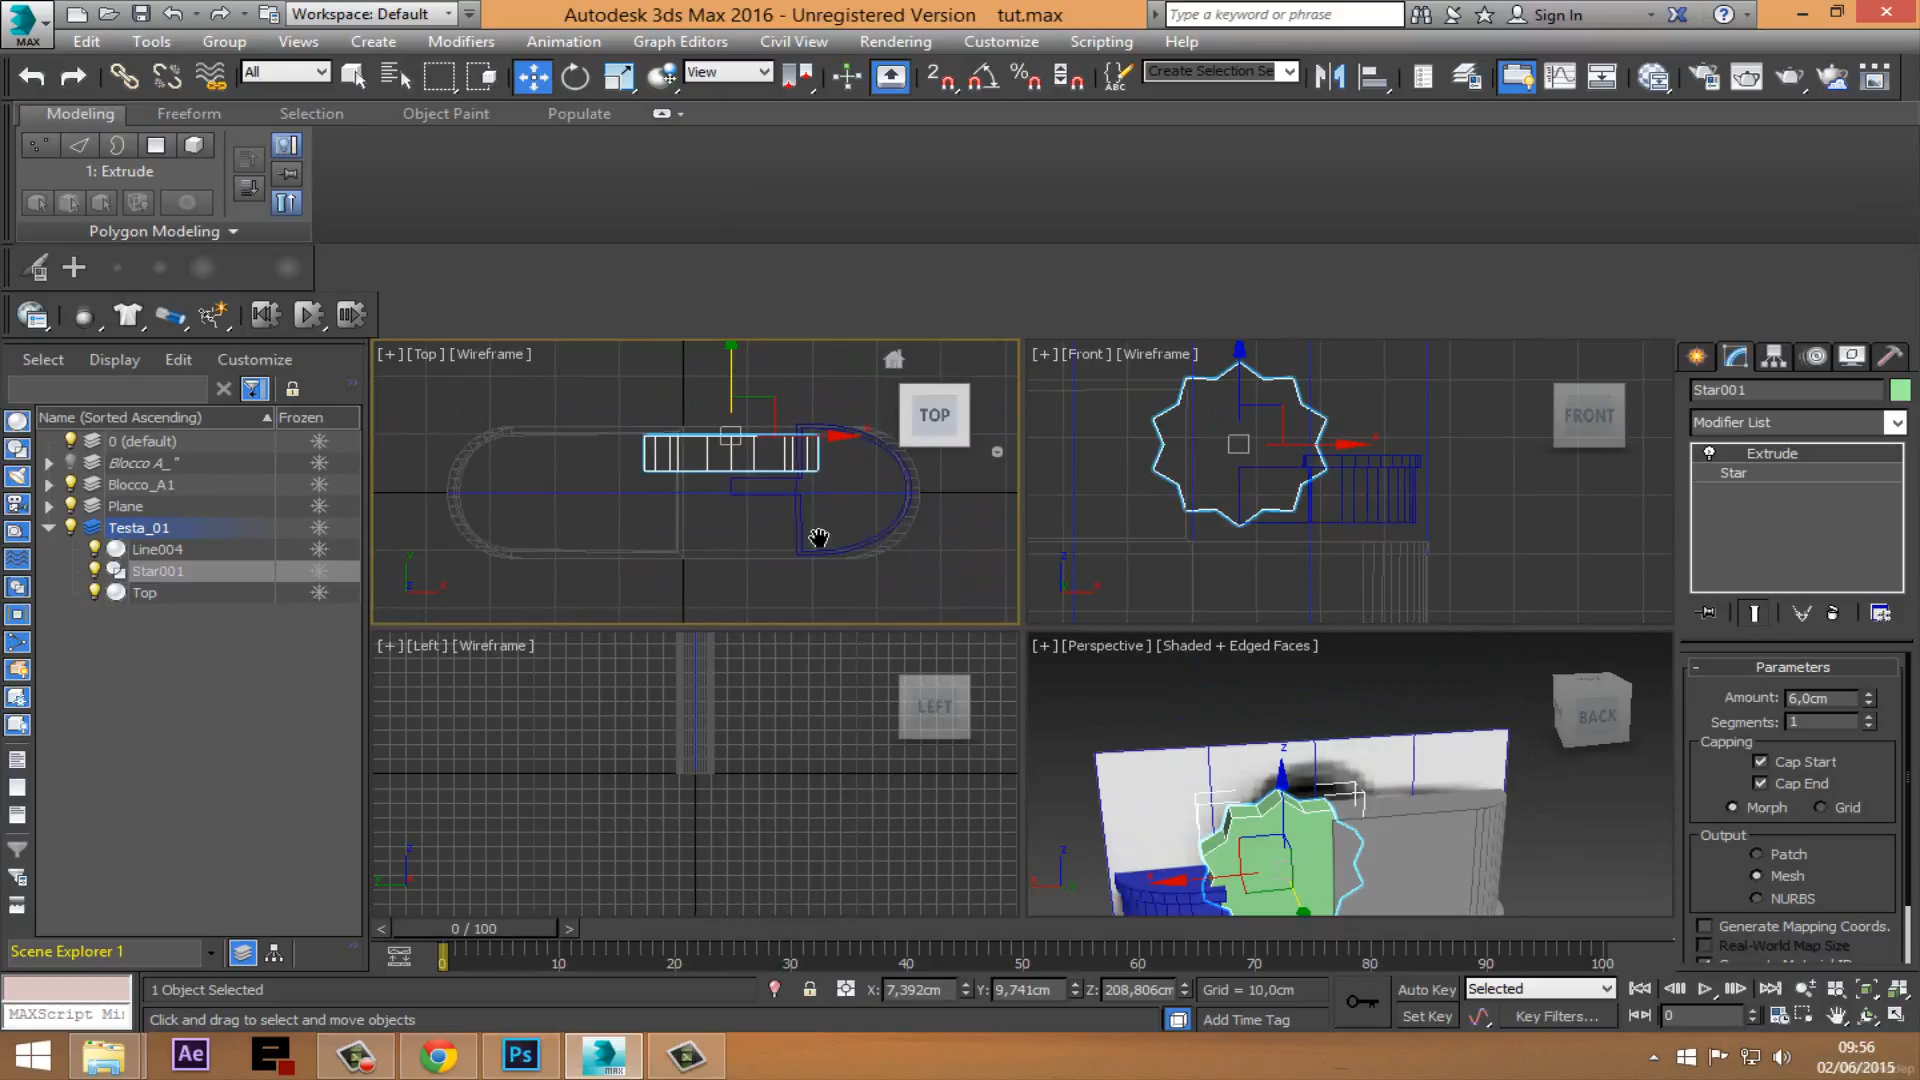 MAX
Workspace: Default
Autodesk 3ds Max 2016 - Unregistered Version    tut.max
Type a keyword or phrase
Sign In
Edit Tools Group Views Create Modifiers Animation Graph Editors Civil View Rendering Customize Scripting Help
All
View
Create Selection Se
Modeling Freeform Selection Object Paint Populate
1: Extrude
Polygon Modeling
Select Display Edit Customize
Name (Sorted Ascending) Frozen
0 (default)
Blocco A_"
Blocco_A1
Plane
Testa_01
Line004
Star001
Top
Scene Explorer 1
[+] [Top] [Wireframe]
TOP
[+] [Front] [Wireframe]
FRONT
[+] [Left] [Wireframe]
LEFT
[+] [Perspective] [Shaded + Edged Faces]
BACK
Star001
Modifier List
Extrude
Star
- Parameters
Amount: 6,0cm
Segments: 1
Capping
Cap Start
Cap End
Morph Grid
Output
Patch
Mesh
NURBS
Generate Mapping Coords.
Real-World Map Size
< 0 / 100 >
0 10 20 30 40 50 60 70 80 90 100
1 Object Selected
X: 7,392cm Y: 9,741cm Z: 208,806cm Grid = 10,0cm
Auto Key Selected
MAXScript Mi
Click and drag to select and move objects
Add Time Tag
Set Key Key Filters... 0
Ae
Ps
MAX
09:56
02/06/2015